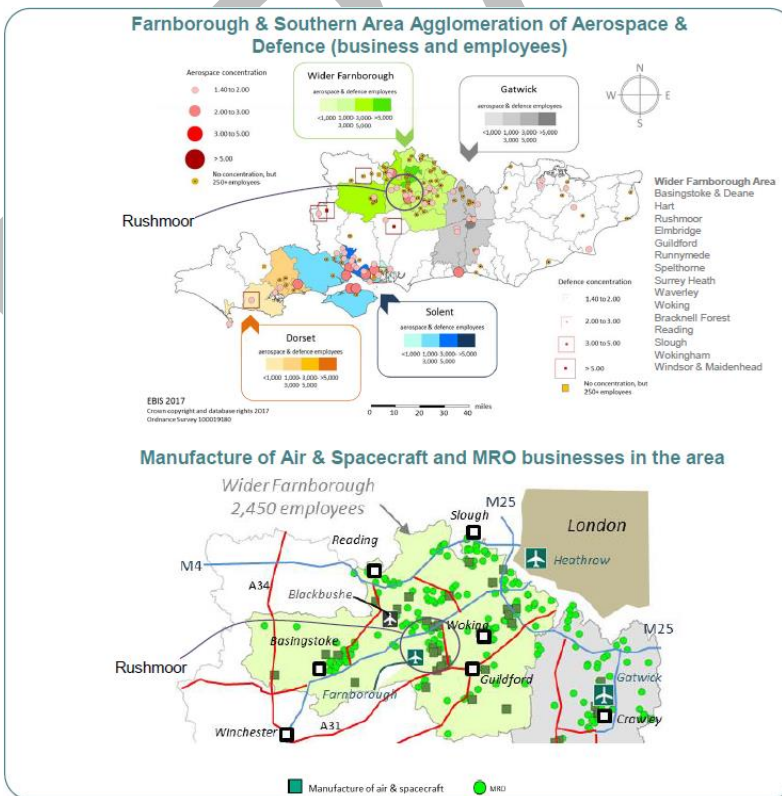 Farnborough & Southern Area Agglomeration of Aerospace &
Defence (business and employees)
Aerospace concentration
1.40 to 2.00
2.00 to 3.00
3.00 to 5.00
> 5.00
No concentration, but
250+ employees
Wider Farnborough
aerospace & defence employees
<1,000 1,000- 3,000- >5,000
3,000 5,000
Gatwick
aerospace & defence employees
<1,000 1,000- 3,000- >5,000
3,000 5,000
N
W E
S
Rushmoor
Wider Farnborough Area
Basingstoke & Deane
Hart
Rushmoor
Elmbridge
Guildford
Runnymede
Spelthorne
Surrey Heath
Waverley
Woking
Bracknell Forest
Reading
Slough
Wokingham
Windsor & Maidenhead
Defence concentration
1.40 to 2.00
2.00 to 3.00
3.00 to 5.00
> 5.00
No concentration, but
250+ employees
Dorset
aerospace & defence employees
<1,000 1,000- 3,000- >5,000
3,000 5,000
Solent
aerospace & defence employees
<1,000 1,000- 3,000- >5,000
3,000 5,000
EBIS 2017
Crown copyright and database rights 2017
Ordnance Survey 100019180
0 10 20 30 40 miles
Manufacture of Air & Spacecraft and MRO businesses in the area
Wider Farnborough
2,450 employees
Slough
M25
London
Reading
Heathrow
M4
A34
Blackbushe
Woking
M25
Basingstoke
Rushmoor
Gatwick
Farnborough
Guildford
A31
Crawley
Winchester
Manufacture of air & spacecraft
MRO